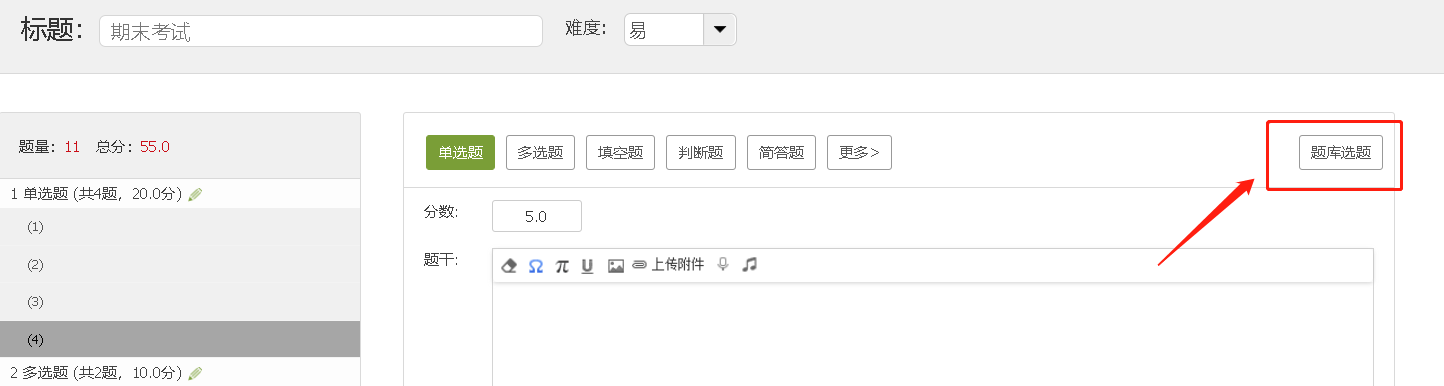 标题: 期末考试 难度: 易
题量: 11 总分: 55.0
1 单选题 (共4题, 20.0分)
(1)
(2)
(3)
(4)
2 多选题 (共2题, 10.0分)
单选题 多选题 填空题 判断题 简答题 更多> 题库选题
分数: 5.0
题干: Ω π U 上传附件